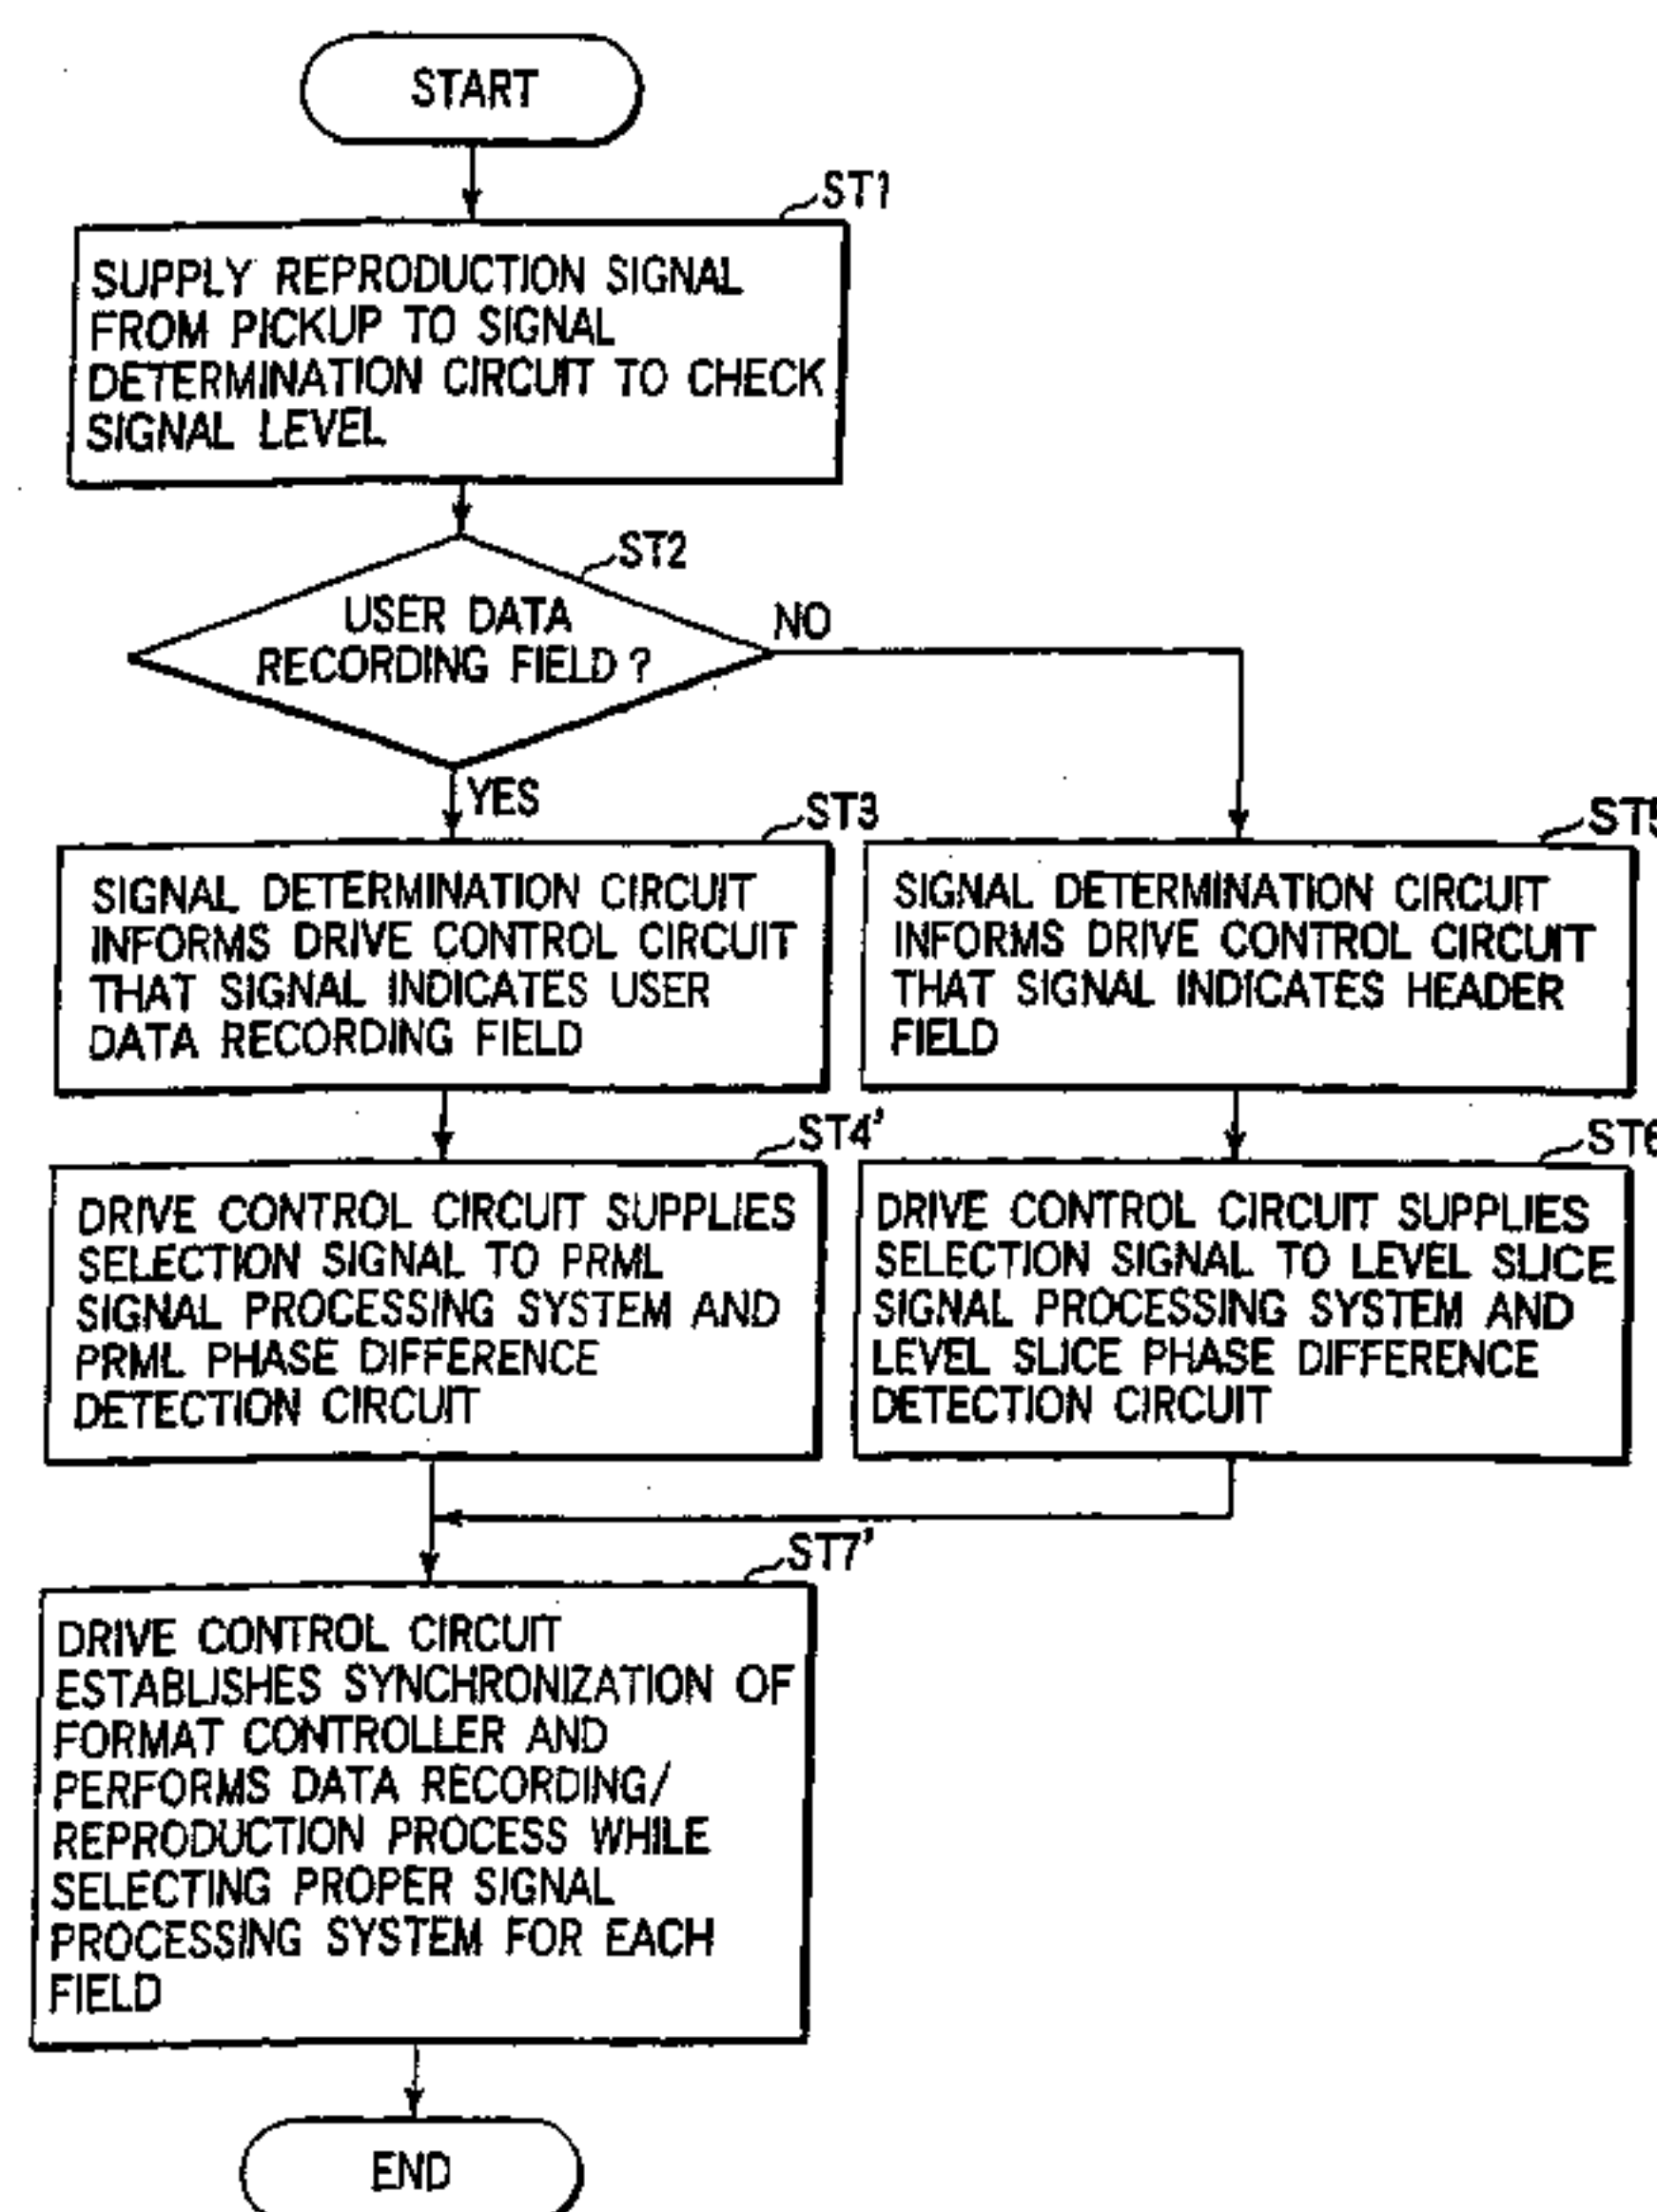 START
ST1
SUPPLY REPRODUCTION SIGNAL
FROM PICKUP TO SIGNAL
DETERMINATION CIRCUIT TO CHECK
SIGNAL LEVEL
ST2
USER DATA
RECORDING FIELD?
NO
YES
ST3
SIGNAL DETERMINATION CIRCUIT
INFORMS DRIVE CONTROL CIRCUIT
THAT SIGNAL INDICATES USER
DATA RECORDING FIELD
ST5
SIGNAL DETERMINATION CIRCUIT
INFORMS DRIVE CONTROL CIRCUIT
THAT SIGNAL INDICATES HEADER
FIELD
ST4'
DRIVE CONTROL CIRCUIT SUPPLIES
SELECTION SIGNAL TO PRML
SIGNAL PROCESSING SYSTEM AND
PRML PHASE DIFFERENCE
DETECTION CIRCUIT
ST6
DRIVE CONTROL CIRCUIT SUPPLIES
SELECTION SIGNAL TO LEVEL SLICE
SIGNAL PROCESSING SYSTEM AND
LEVEL SLICE PHASE DIFFERENCE
DETECTION CIRCUIT
ST7'
DRIVE CONTROL CIRCUIT
ESTABLISHES SYNCHRONIZATION OF
FORMAT CONTROLLER AND
PERFORMS DATA RECORDING/
REPRODUCTION PROCESS WHILE
SELECTING PROPER SIGNAL
PROCESSING SYSTEM FOR EACH
FIELD
END